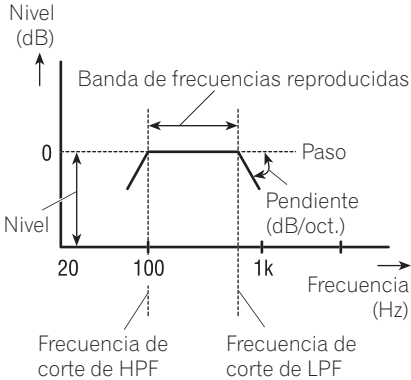 Nivel
(dB)
Banda de frecuencias reproducidas
0
Paso
Pendiente
(dB/oct.)
Nivel
20
100
1k
Frecuencia
(Hz)
Frecuencia de
corte de HPF
Frecuencia de
corte de LPF